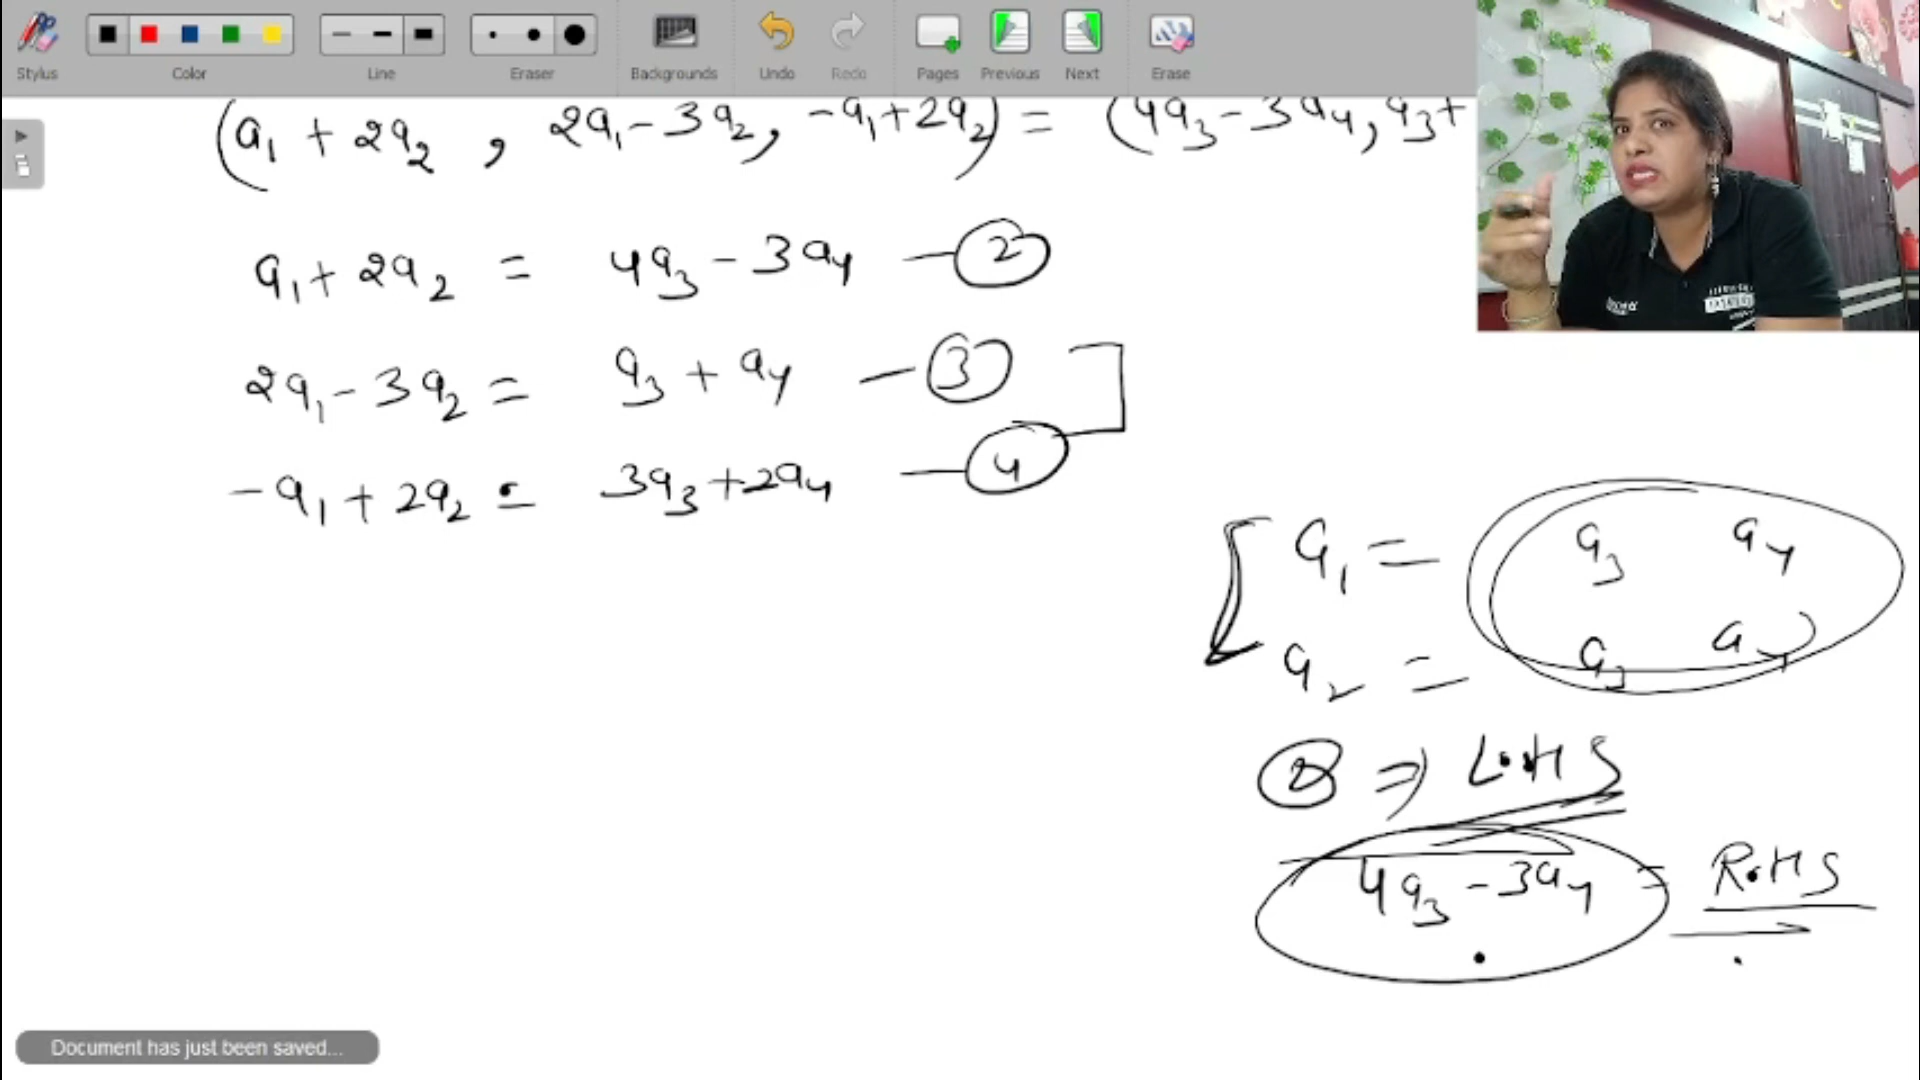 Stylus Color Line Eraser Backgrounds Undo Redo Pages Previous Next Erase
(a₁ + 2a₂ , 2a₁ - 3a₂, -a₁ + 2a₂) = (4a₃ - 3a₄, a₃ +
a₁ + 2a₂ = 4a₃ - 3a₄ — ②
2a₁ - 3a₂ = a₃ + a₄ — ③
-a₁ + 2a₂ = 3a₃ + 2a₄ — ④
a₁ = a₃ a₄
a₂ = a₃ a₄
② ⇒ L.H.S
4a₃ - 3a₄ = R.H.S
Document has just been saved...